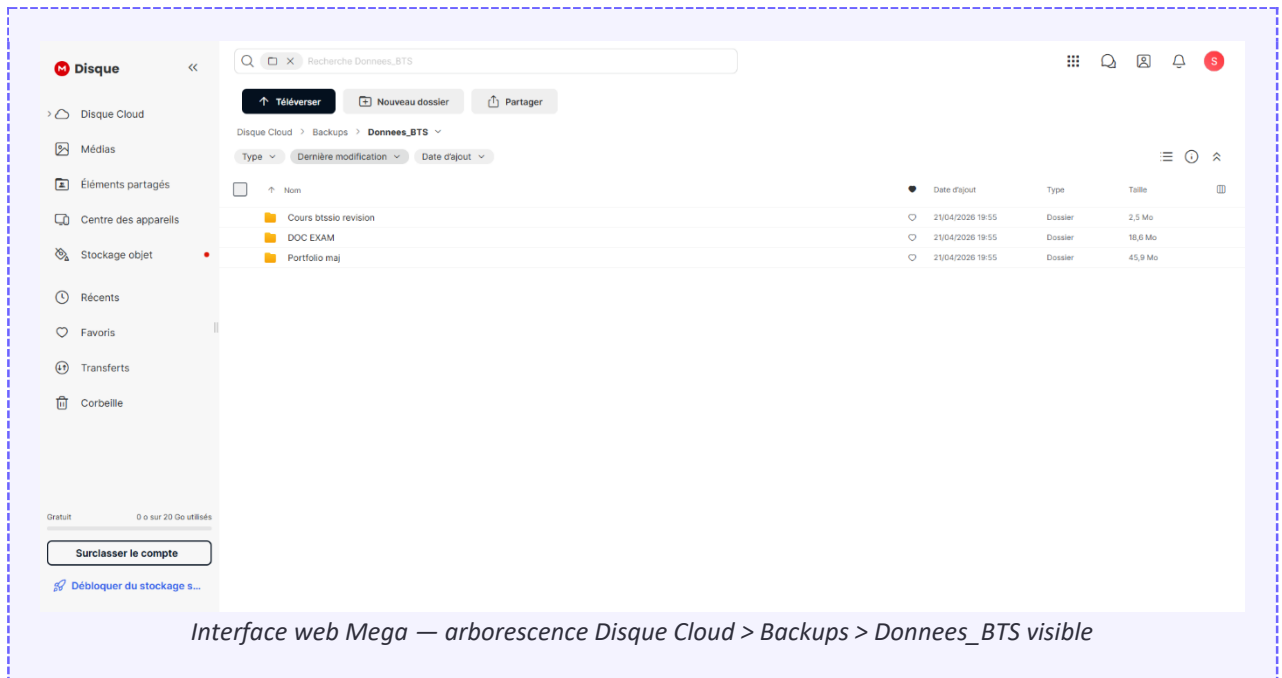 Disque
Recherche Donnees_BTS
S
Téléverser
Nouveau dossier
Partager
Disque Cloud
Disque Cloud > Backups > Donnees_BTS
Médias
Type
Dernière modification
Date d'ajout
Éléments partagés
Nom
Date d'ajout
Type
Taille
Centre des appareils
Cours btssio revision
21/04/2026 19:55
Dossier
2,5 Mo
DOC EXAM
21/04/2026 19:55
Dossier
18,6 Mo
Stockage objet
Portfolio maj
21/04/2026 19:55
Dossier
45,9 Mo
Récents
Favoris
Transferts
Corbeille
Gratuit
0 o sur 20 Go utilisés
Surclasser le compte
Débloquer du stockage s...
Interface web Mega — arborescence Disque Cloud > Backups > Donnees_BTS visible